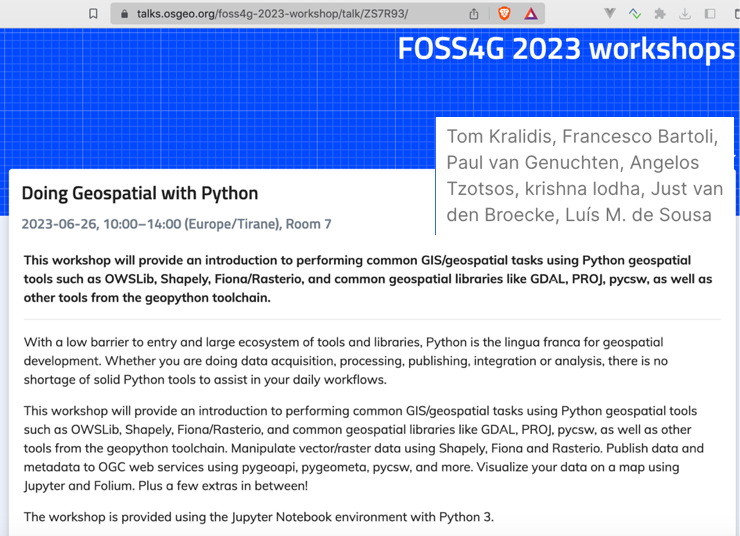 talks.osgeo.org/foss4g-2023-workshop/talk/ZS7R93/
FOSS4G 2023 workshops
Tom Kralidis, Francesco Bartoli,
Paul van Genuchten, Angelos
Tzotsos, krishna lodha, Just van
den Broecke, Luís M. de Sousa
Doing Geospatial with Python
2023-06-26, 10:00–14:00 (Europe/Tirane), Room 7
This workshop will provide an introduction to performing common GIS/geospatial tasks using Python geospatial
tools such as OWSLib, Shapely, Fiona/Rasterio, and common geospatial libraries like GDAL, PROJ, pycsw, as well as
other tools from the geopython toolchain.
With a low barrier to entry and large ecosystem of tools and libraries, Python is the lingua franca for geospatial
development. Whether you are doing data acquisition, processing, publishing, integration or analysis, there is no
shortage of solid Python tools to assist in your daily workflows.
This workshop will provide an introduction to performing common GIS/geospatial tasks using Python geospatial tools
such as OWSLib, Shapely, Fiona/Rasterio, and common geospatial libraries like GDAL, PROJ, pycsw, as well as other
tools from the geopython toolchain. Manipulate vector/raster data using Shapely, Fiona and Rasterio. Publish data and
metadata to OGC web services using pygeoapi, pygeometa, pycsw, and more. Visualize your data on a map using
Jupyter and Folium. Plus a few extras in between!
The workshop is provided using the Jupyter Notebook environment with Python 3.